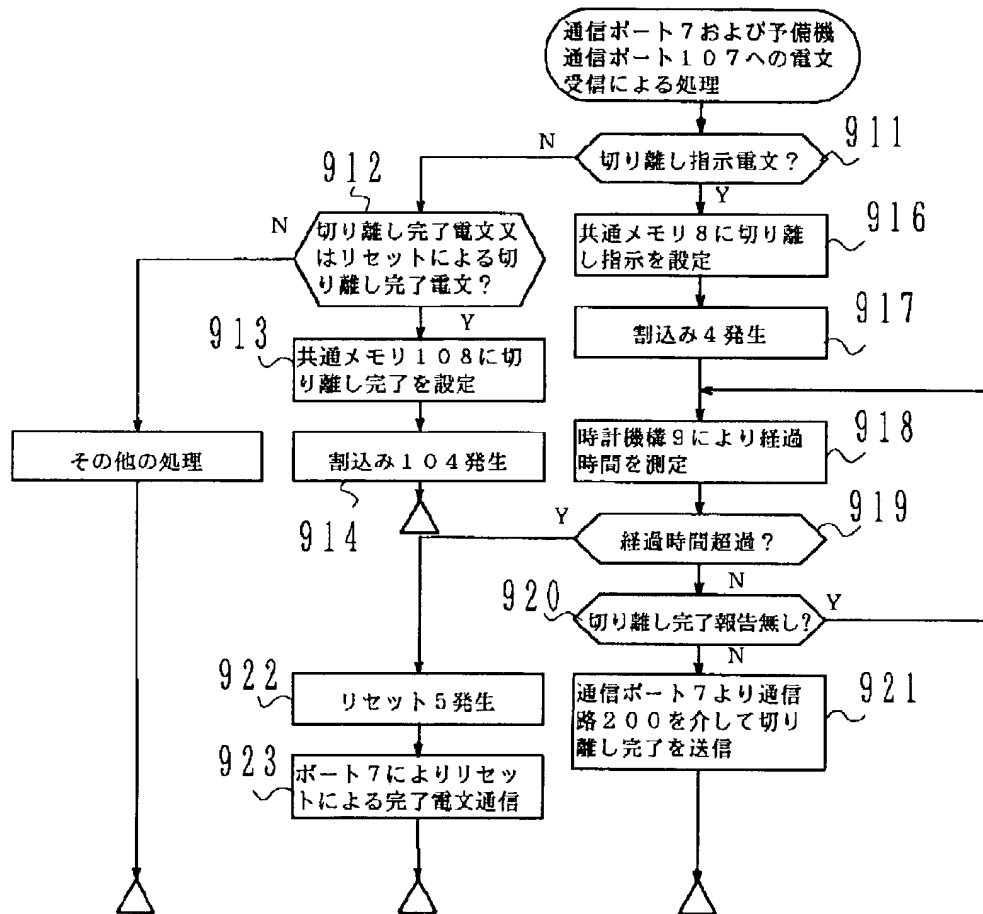 通信ポート７および予備機
通信ポート１０７への電文
受信による処理
911
N
切り離し指示電文？
912
Y
916
N
切り離し完了電文又
はリセットによる切
り離し完了電文？
共通メモリ８に切り離
し指示を設定
917
913
Y
割込み４発生
共通メモリ１０８に切
り離し完了を設定
918
時計機構９により経過
時間を測定
その他の処理
割込み１０４発生
914
919
Y
経過時間超過？
N
920
切り離し完了報告無し？
Y
N
922
921
リセット５発生
通信ポート７より通信
路２００を介して切り
離し完了を送信
923
ポート７によりリセッ
トによる完了電文通信